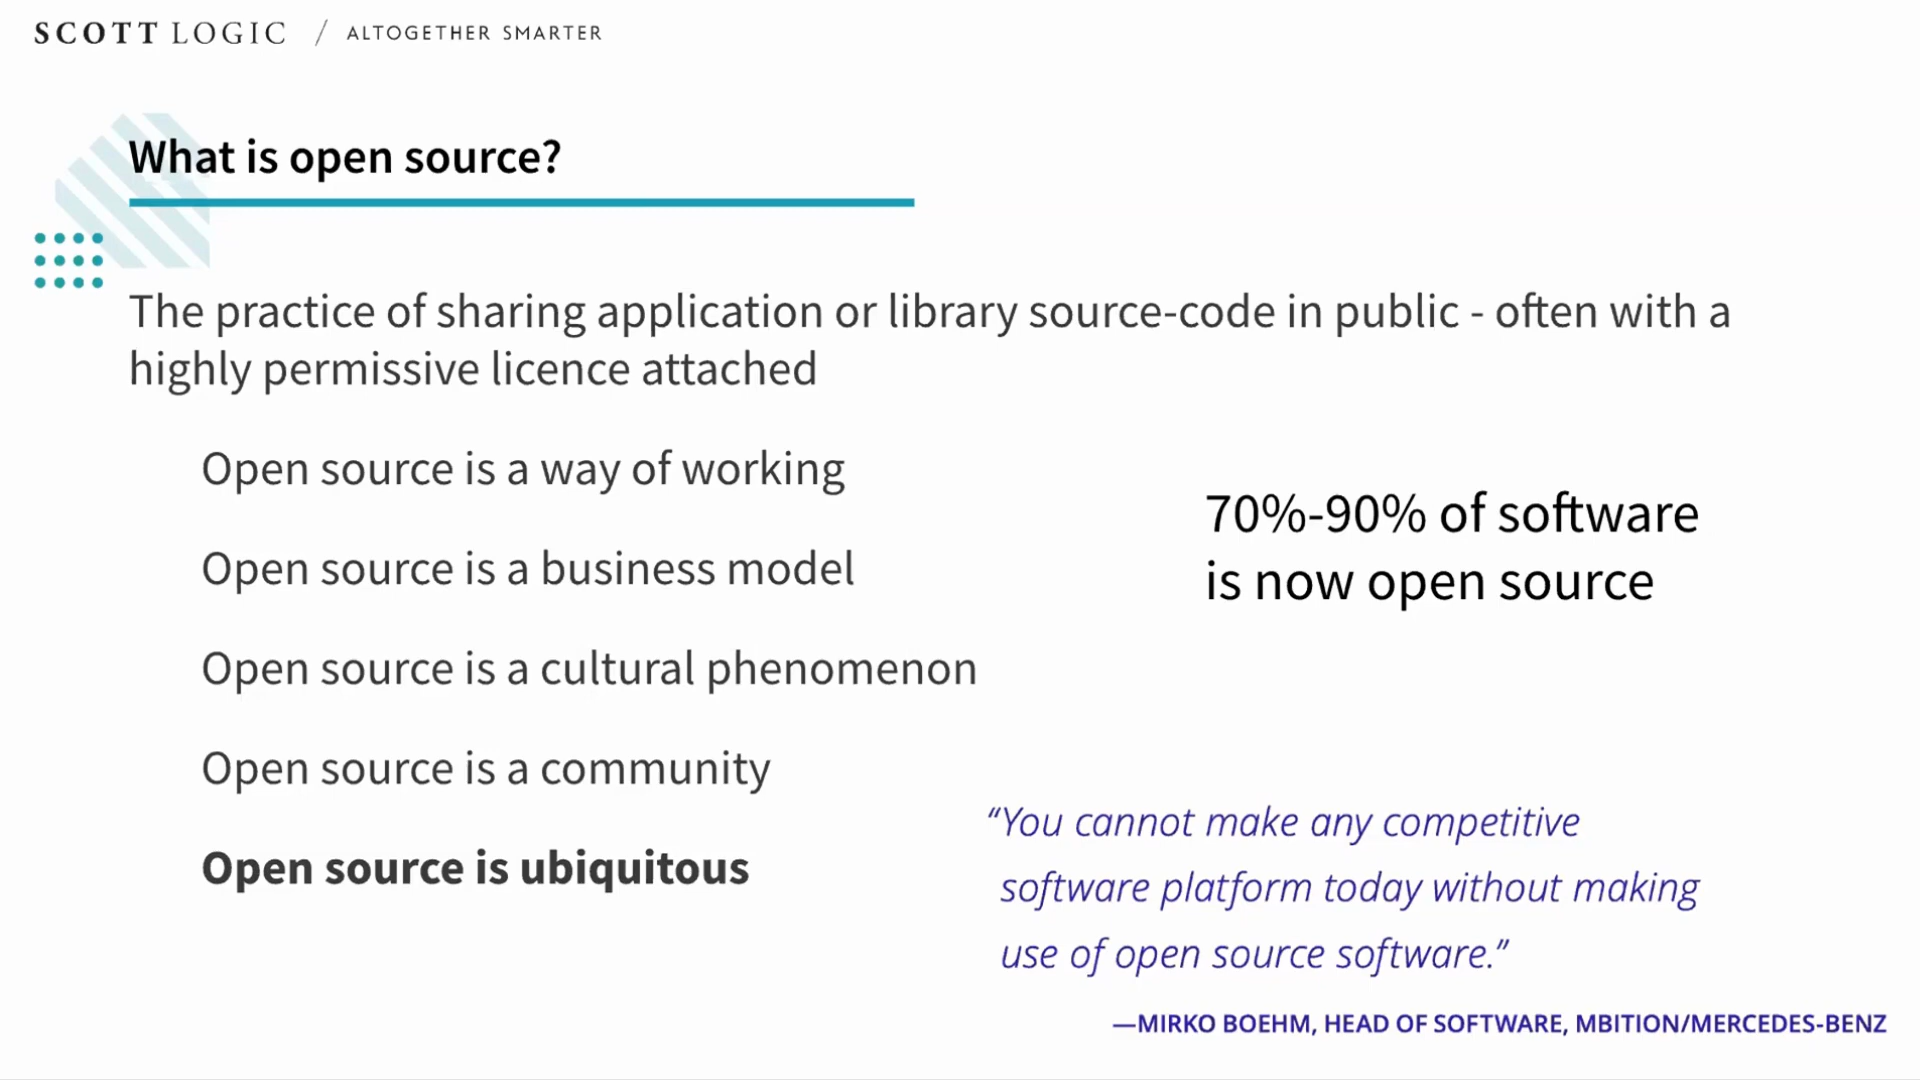 SCOTT LOGIC / ALTOGETHER SMARTER
What is open source?
The practice of sharing application or library source-code in public - often with a
highly permissive licence attached
Open source is a way of working
Open source is a business model
Open source is a cultural phenomenon
Open source is a community
Open source is ubiquitous
70%-90% of software
is now open source
“You cannot make any competitive
software platform today without making
use of open source software.”
—MIRKO BOEHM, HEAD OF SOFTWARE, MBITION/MERCEDES-BENZ